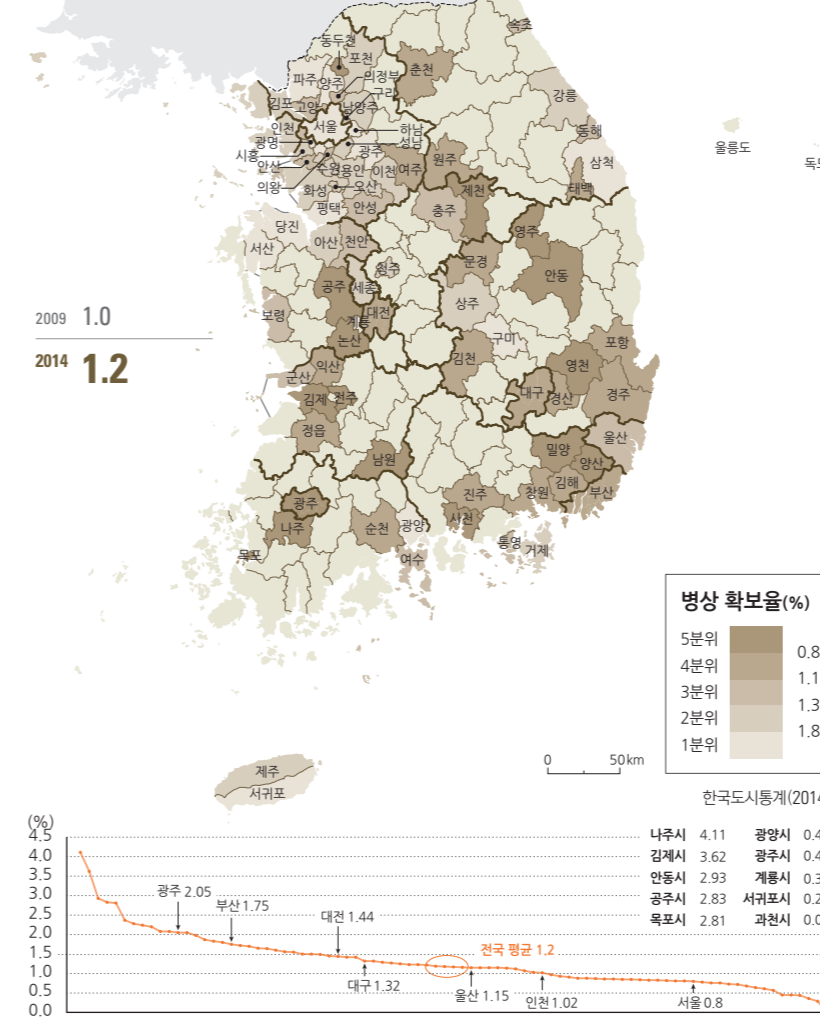 속초
동두천
포천
춘천
파주
양주
의정부
강릉
구리
김포
고양
남양주
인천
서울
하남
동해
울릉도
광명
성남
시흥
광주
원주
삼척
독도
안산
수원
용인
이천
여주
의왕
화성
오산
제천
태백
평택
안성
충주
당진
영주
서산
아산
천안
문경
안동
청주
공주
세종
상주
보령
계룡
대전
2009 1.0
논산
구미
포항
2014 1.2
익산
김천
영천
군산
대구
경산
경주
김제
전주
정읍
울산
밀양
남원
양산
김해
진주
창원
부산
광주
사천
나주
순천
광양
통영
거제
목포
여수
병상 확보율(%)
5분위
0.8
4분위
1.1
3분위
1.3
2분위
1.8
1분위
0 50km
제주
서귀포
한국도시통계(2014
(%)
4.5
4.0
3.5
3.0
2.5
2.0
1.5
1.0
0.5
0.0
나주시 4.11 광양시 0.4
김제시 3.62 광주시 0.4
안동시 2.93 계룡시 0.3
공주시 2.83 서귀포시 0.2
목포시 2.81 과천시 0.0
광주 2.05
부산 1.75
대전 1.44
전국 평균 1.2
대구 1.32
울산 1.15
인천 1.02
서울 0.8